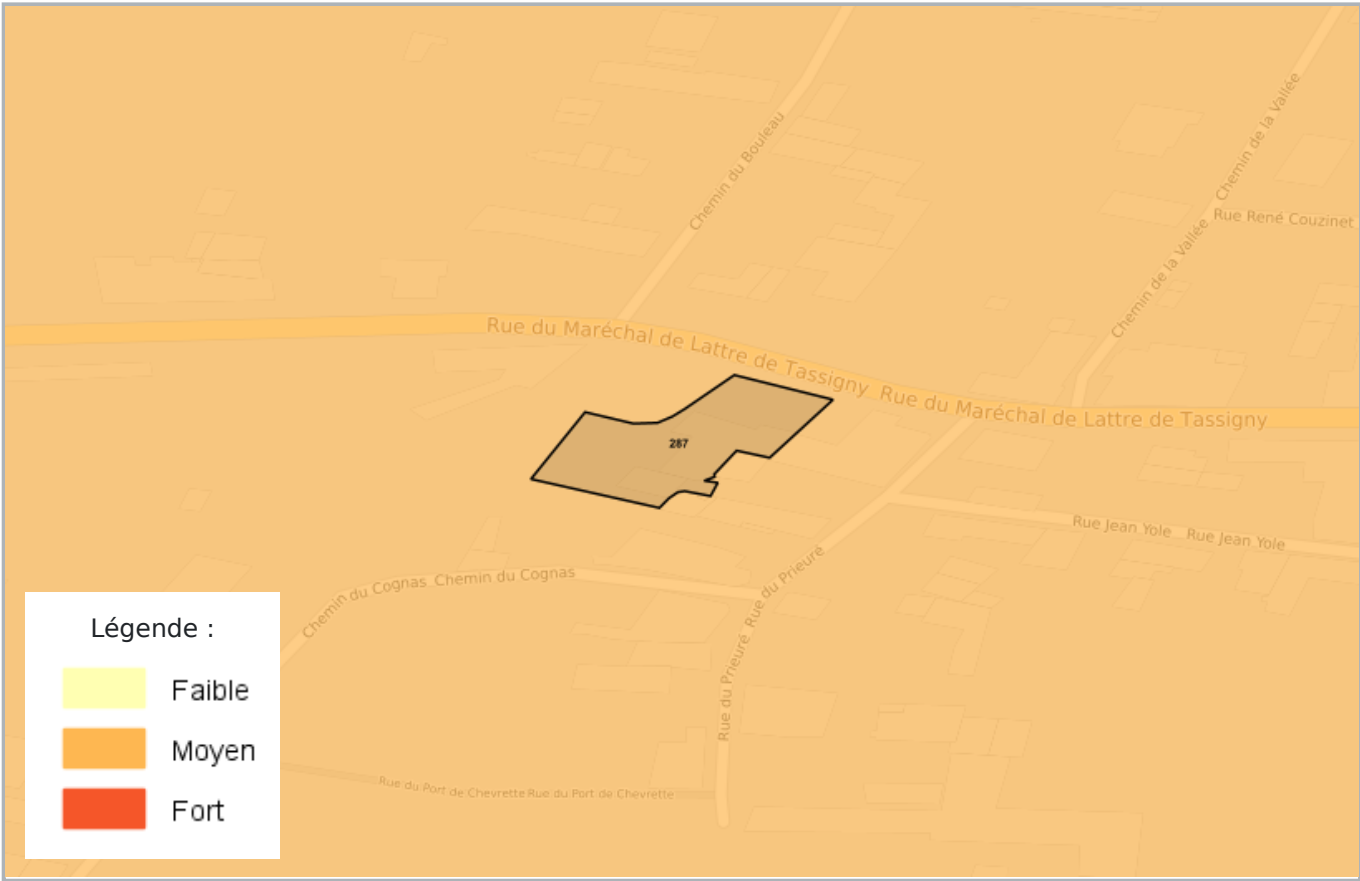 Chemin du Bouleau
Chemin de la Vallée
Rue René Couzinet
Chemin de la Vallée
Rue du Maréchal de Lattre de Tassigny
Rue du Maréchal de Lattre de Tassigny
287
Rue Jean Yole
Rue Jean Yole
Chemin du Cognas
Chemin du Cognas
Rue du Prieuré
Rue du Prieuré
Rue du Port de Chevrette
Rue du Port de Chevrette
Légende :
Faible
Moyen
Fort